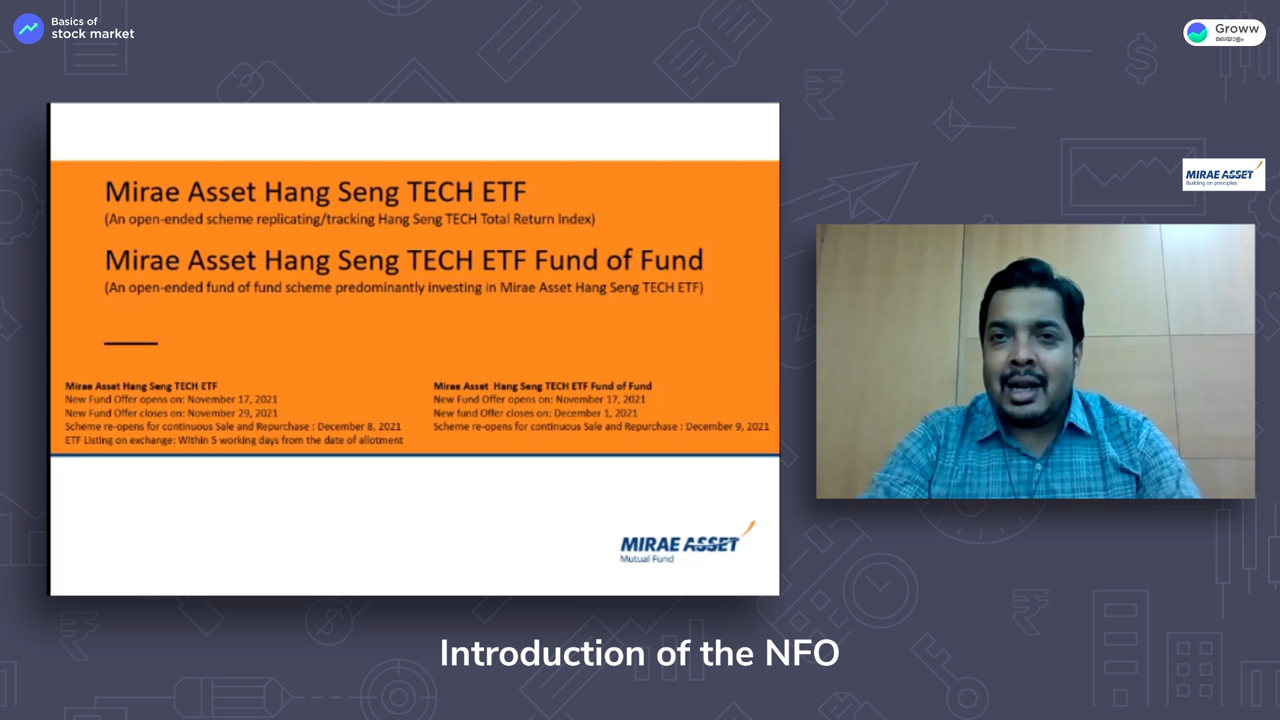 Basics of
stock market
Groww
മലയാളം
Mirae Asset Hang Seng TECH ETF
(An open-ended scheme replicating/tracking Hang Seng TECH Total Return Index)
Mirae Asset Hang Seng TECH ETF Fund of Fund
(An open-ended fund of fund scheme predominantly investing in Mirae Asset Hang Seng TECH ETF)
Mirae Asset Hang Seng TECH ETF
New Fund Offer opens on: November 17, 2021
New Fund Offer closes on: November 29, 2021
Scheme re-opens for continuous Sale and Repurchase : December 8, 2021
ETF Listing on exchange: Within 5 working days from the date of allotment
Mirae Asset Hang Seng TECH ETF Fund of Fund
New Fund Offer opens on: November 17, 2021
New fund Offer closes on: December 1, 2021
Scheme re-opens for continuous Sale and Repurchase : December 9, 2021
MIRAE ASSET
Mutual Fund
MIRAE ASSET
Building on principles
Introduction of the NFO